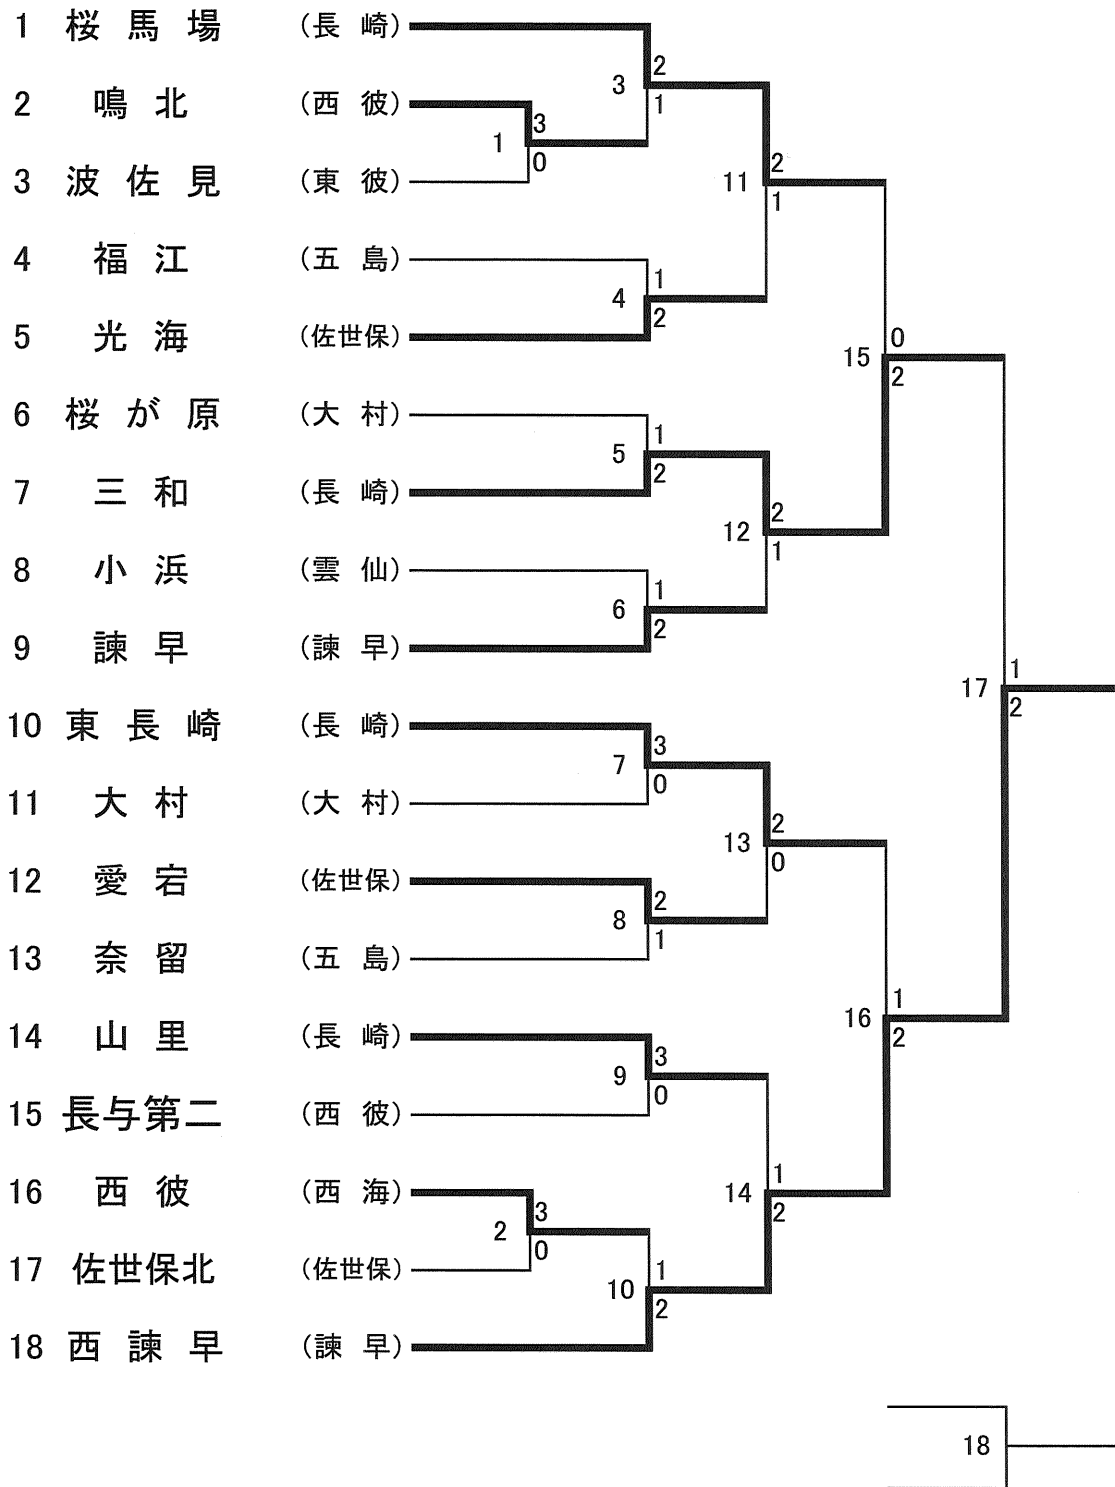 1 桜馬場 (長崎)
2 鳴北 (西彼)
3 波佐見 (東彼)
4 福江 (五島)
5 光海 (佐世保)
6 桜が原 (大村)
7 三和 (長崎)
8 小浜 (雲仙)
9 諫早 (諫早)
10 東長崎 (長崎)
11 大村 (大村)
12 愛宕 (佐世保)
13 奈留 (五島)
14 山里 (長崎)
15 長与第二 (西彼)
16 西彼 (西海)
17 佐世保北 (佐世保)
18 西諫早 (諫早)
1 3 0
2 3 0
3 2 1
4 1 2
5 1 2
6 1 2
7 3 0
8 2 1
9 3 0
10 1 2
11 2 1
12 2 1
13 2 0
14 1 2
15 0 2
16 1 2
17 1 2
18